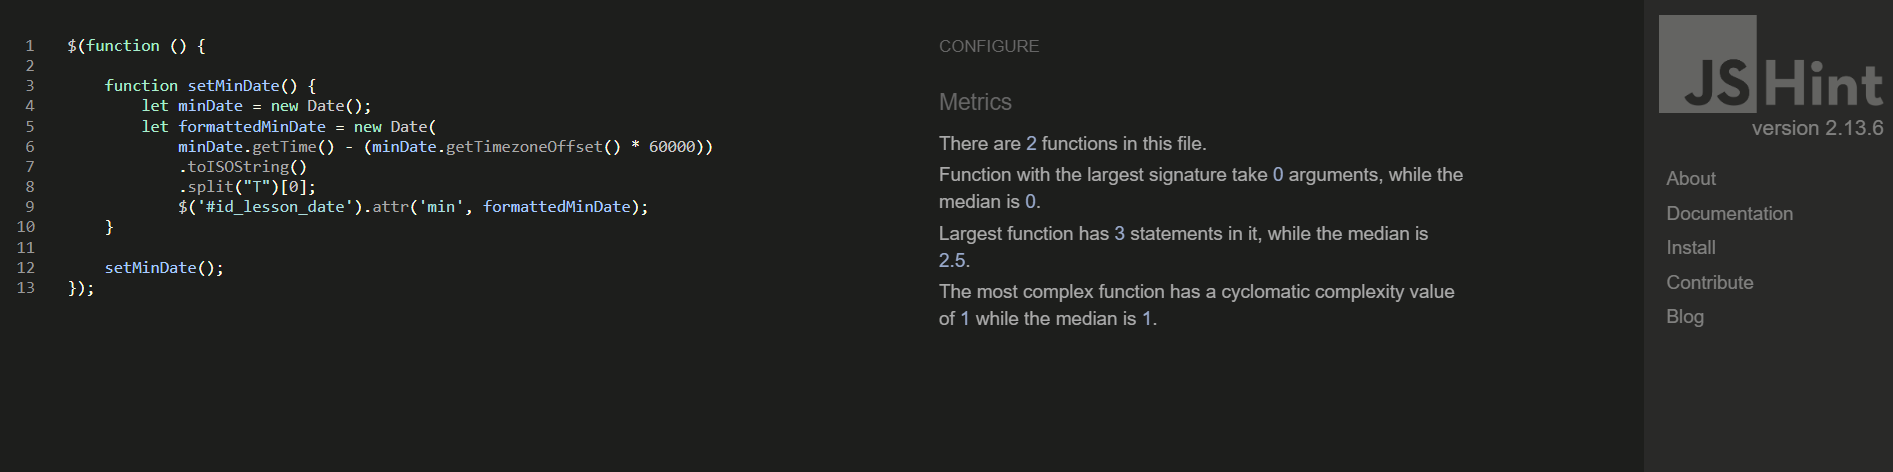 1 $(function () {
2
3 function setMinDate() {
4 let minDate = new Date();
5 let formattedMinDate = new Date(
6 minDate.getTime() - (minDate.getTimezoneOffset() * 60000))
7 .toISOString()
8 .split("T")[0];
9 $('#id_lesson_date').attr('min', formattedMinDate);
10 }
11
12 setMinDate();
13 });
CONFIGURE
Metrics
There are 2 functions in this file.
Function with the largest signature take 0 arguments, while the
median is 0.
Largest function has 3 statements in it, while the median is
2.5.
The most complex function has a cyclomatic complexity value
of 1 while the median is 1.
JSHint
version 2.13.6
About
Documentation
Install
Contribute
Blog